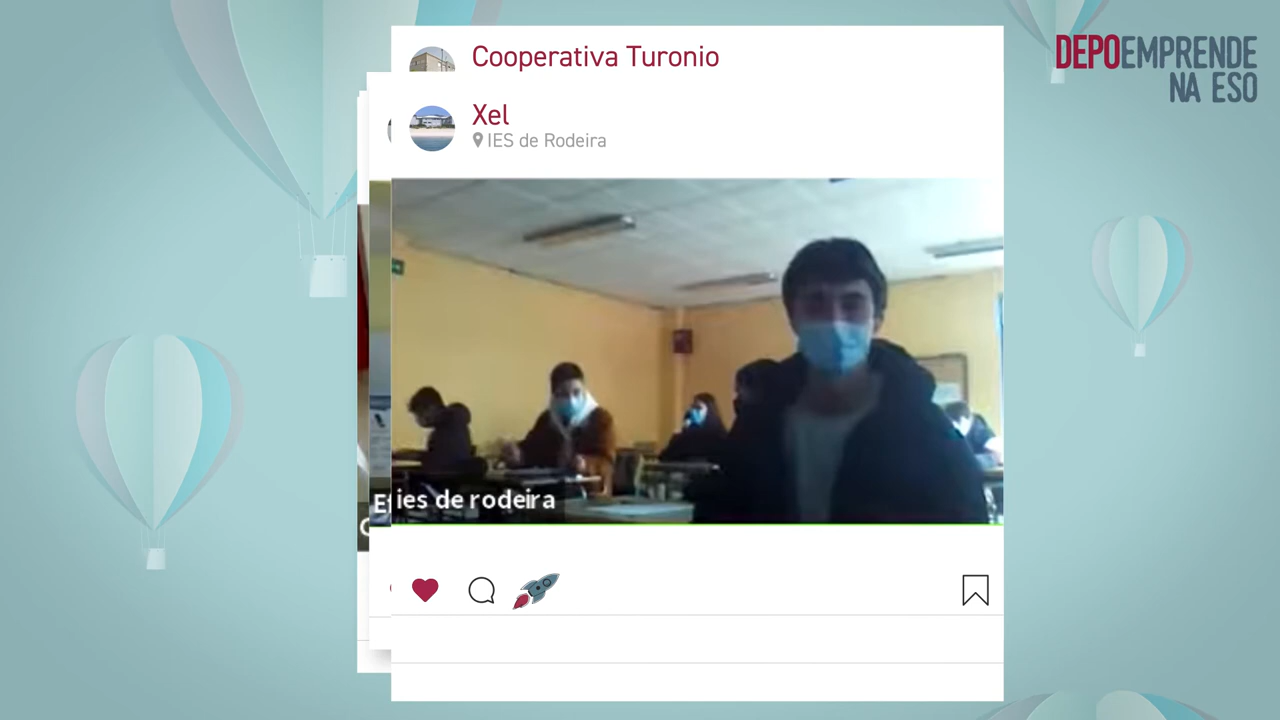 Cooperativa Turonio
Xel
IES de Rodeira
ies de rodeira
DEPOEMPRENDE
NA ESO